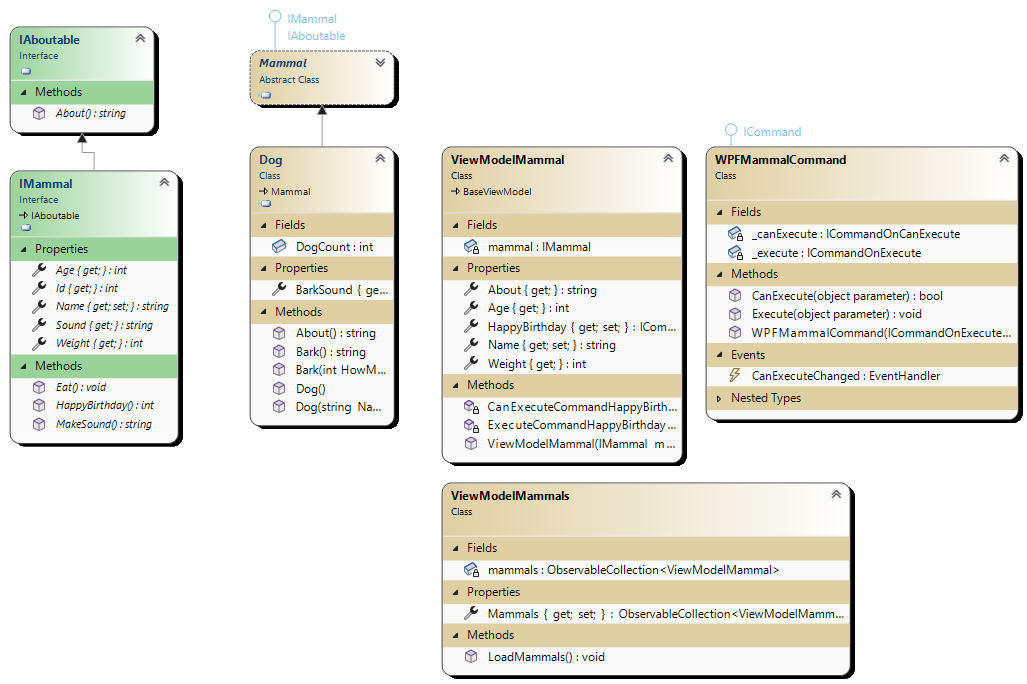 IAboutable
Interface
Methods
About() : string
IMammal
Interface
IAboutable
Properties
Age { get; } : int
Id { get; } : int
Name { get; set; } : string
Sound { get; } : string
Weight { get; } : int
Methods
Eat() : void
HappyBirthday() : int
MakeSound() : string
IMammal
IAboutable
Mammal
Abstract Class
Dog
Class
Mammal
Fields
DogCount : int
Properties
BarkSound { ge...
Methods
About() : string
Bark() : string
Bark(int HowM...
Dog()
Dog(string Na...
ViewModelMammal
Class
BaseViewModel
Fields
mammal : IMammal
Properties
About { get; } : string
Age { get; } : int
HappyBirthday { get; set; } : ICom...
Name { get; set; } : string
Weight { get; } : int
Methods
CanExecuteCommandHappyBirth...
ExecuteCommandHappyBirthday...
ViewModelMammal(IMammal m...
ICommand
WPFMammalCommand
Class
Fields
_canExecute : ICommandOnCanExecute
_execute : ICommandOnExecute
Methods
CanExecute(object parameter) : bool
Execute(object parameter) : void
WPFMammalCommand(ICommandOnExecute...
Events
CanExecuteChanged : EventHandler
Nested Types
ViewModelMammals
Class
Fields
mammals : ObservableCollection<ViewModelMammal>
Properties
Mammals { get; set; } : ObservableCollection<ViewModelMamm...
Methods
LoadMammals() : void